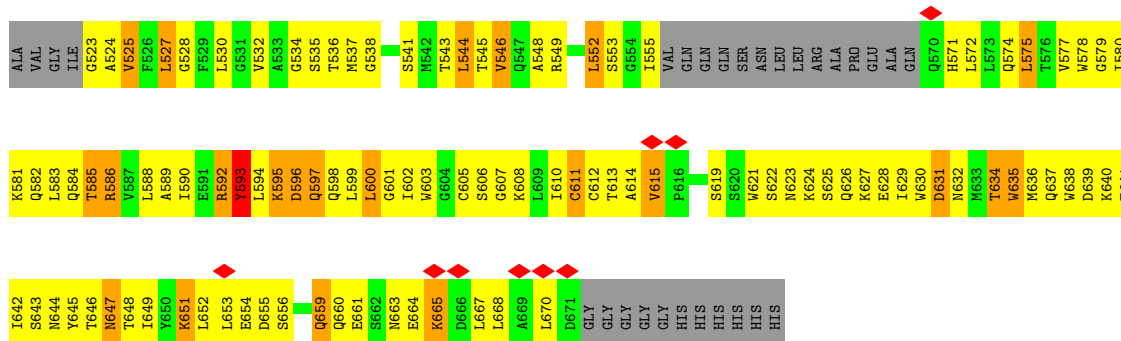 ALA VAL GLY ILE G523 A524 V525 F526 L527 G528 F529 L530 G531 V532 A533 G534 S535 T536 M537 G538 S541 M542 T543 L544 T545 V546 Q547 A548 R549 L552 S553 G554 I555 VAL GLN GLN GLN SER ASN LEU LEU ARG ALA PRO GLU ALA GLN Q570 H571 L572 L573 Q574 L575 T576 V577 W578 G579 I580
K581 Q582 L583 Q584 T585 R586 V587 L588 A589 I590 E591 R592 Y593 L594 K595 D596 Q597 Q598 L599 L600 G601 I602 W603 G604 C605 S606 G607 K608 L609 I610 C611 C612 T613 A614 V615 P616 S619 S620 W621 S622 N623 K624 S625 Q626 K627 E628 I629 W630 D631 N632 M633 T634 W635 M636 Q637 W638 D639 K640
I642 S643 N644 Y645 T646 N647 T648 I649 Y650 K651 L652 L653 E654 D655 S656 Q659 Q660 E661 S662 N663 E664 K665 D666 L667 L668 A669 L670 D671 GLY GLY GLY GLY GLY HIS HIS HIS HIS HIS HIS